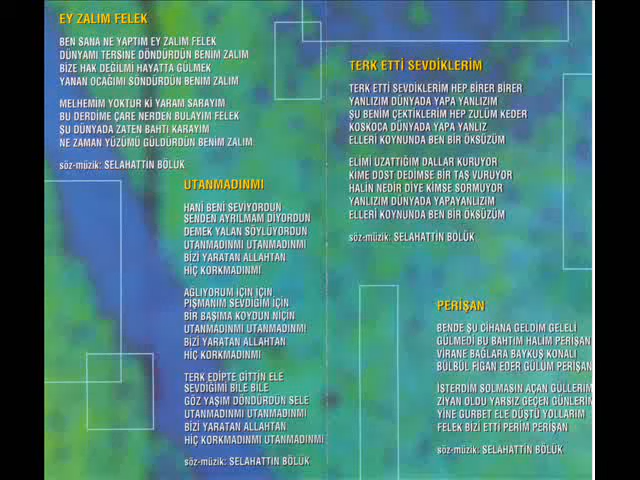 EY ZALIM FELEK
BEN SANA NE YAPTIM EY ZALIM FELEK
DÜNYAMI TERSİNE DÖNDÜRDÜN BENİM ZALIM
BİZE HAK DEĞİLMİ HAYATTA GÜLMEK
YANAN OCAĞIMI SÖNDÜRDÜN BENİM ZALIM
MELHEMİM YOKTUR Kİ YARAM SARAYIM
BU DERDİME ÇARE NERDEN BULAYIM FELEK
ŞU DÜNYADA ZATEN BAHTI KARAYIM
NE ZAMAN YÜZÜMÜ GÜLDÜRDÜN BENİM ZALIM
söz-müzik: SELAHATTİN BÖLÜK
UTANMADINMI
HANİ BENİ SEVİYORDUN
SENDEN AYRILMAM DİYORDUN
DEMEK YALAN SÖYLÜYORDUN
UTANMADINMI UTANMADINMI
BİZİ YARATAN ALLAHTAN
HİÇ KORKMADINMI
AĞLIYORUM İÇİN İÇİN
PİŞMANIM SEVDİĞİM İÇİN
BİR BAŞIMA KOYDUN NİÇİN
UTANMADINMI UTANMADINMI
BİZİ YARATAN ALLAHTAN
HİÇ KORKMADINMI
TERK EDİPTE GİTTİN ELE
SEVDİĞİMİ BİLE BİLE
GÖZ YAŞIM DÖNDÜRDÜN SELE
UTANMADINMI UTANMADINMI
BİZİ YARATAN ALLAHTAN
HİÇ KORKMADINMI UTANMADINMI
söz-müzik: SELAHATTİN BÖLÜK
TERK ETTİ SEVDİKLERİM
TERK ETTİ SEVDİKLERİM HEP BİRER BİRER
YANLIZIM DÜNYADA YAPA YANLIZIM
ŞU BENİM ÇEKTİKLERİM HEP ZULÜM KEDER
KOSKOCA DÜNYADA YAPA YANLIZ
ELLERİ KOYNUNDA BEN BİR ÖKSÜZÜM
ELİMİ UZATTIĞIM DALLAR KURUYOR
KİME DOST DEDİMSE BİR TAŞ VURUYOR
HALİN NEDİR DİYE KİMSE SORMUYOR
YANLIZIM DÜNYADA YAPAYANLIZIM
ELLERİ KOYNUNDA BEN BİR ÖKSÜZÜM
söz-müzik: SELAHATTİN BÖLÜK
PERİŞAN
BENDE ŞU CİHANA GELDİM GELELİ
GÜLMEDİ BU BAHTIM HALİM PERİŞAN
VİRANE BAĞLARA BAYKUŞ KONALI
BÜLBÜL FİGAN EDER GÜLÜM PERİŞAN
İSTERDİM SOLMASIN AÇAN GÜLLERİM
ZİYAN OLDU YARSIZ GEÇEN GÜNLERİM
YİNE GURBET ELE DÜŞTÜ YOLLARIM
FELEK BİZİ ETTİ PERİM PERİŞAN
söz-müzik: SELAHATTİN BÖLÜK